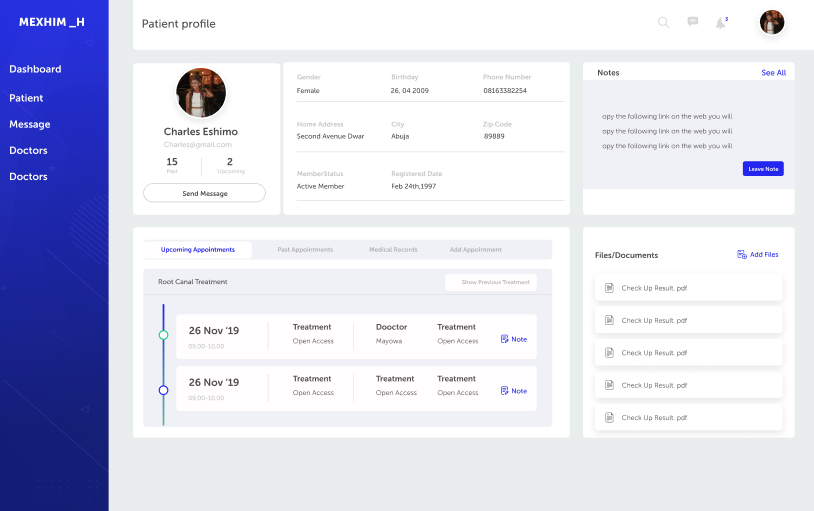 MEXHIM _H
Patient profile
3
Dashboard
Patient
Message
Doctors
Doctors
Charles Eshimo
Charles@gmail.com
15 2
Past Upcoming
Send Message
Gender Birthday Phone Number
Female 26, 04 2009 08163382254
Home Address City Zip Code
Second Avenue Dwar Abuja 89889
MemberStatus Registered Date
Active Member Feb 24th,1997
Notes See All
opy the following link on the web you will
opy the following link on the web you will
opy the following link on the web you will
Leave Note
Upcoming Appointments Past Appointments Medical Records Add Appointment
Root Canal Treatment Show Previous Treatment
26 Nov '19 Treatment Dooctor Treatment
09.00-10.00 Open Access Mayowa Open Access Note
26 Nov '19 Treatment Treatment Treatment
09.00-10.00 Open Access Open Access Open Access Note
Files/Documents Add Files
Check Up Result. pdf
Check Up Result. pdf
Check Up Result. pdf
Check Up Result. pdf
Check Up Result. pdf